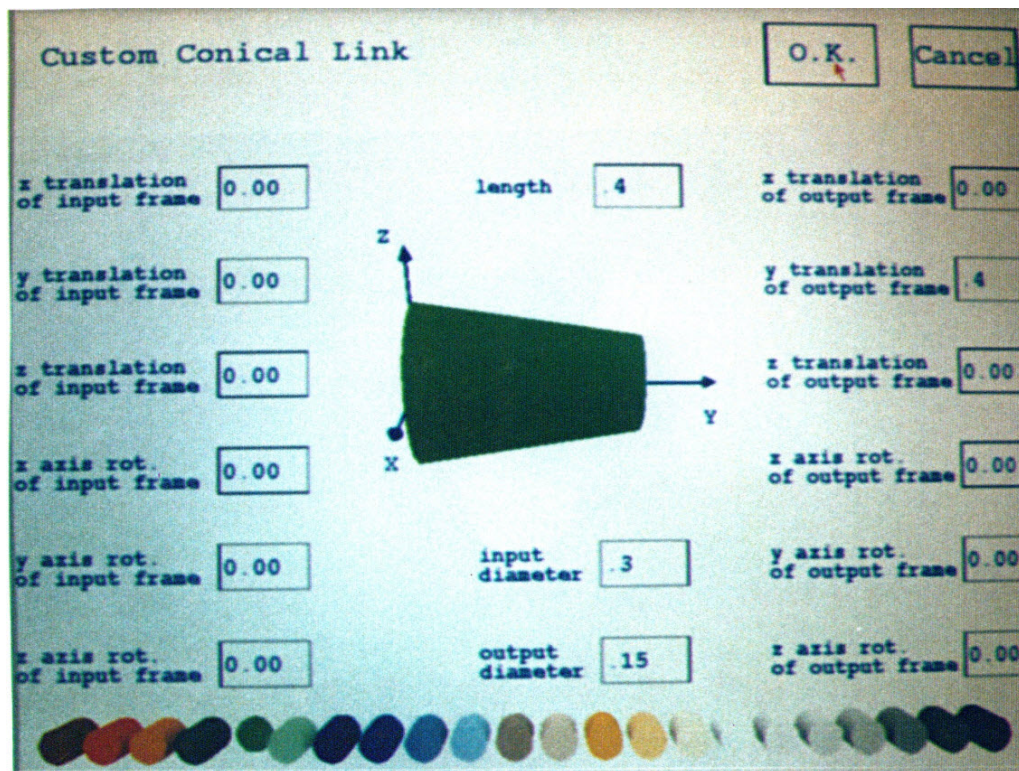 Custom Conical Link
O.K.
Cancel
z translation
of input frame
0.00
length
.4
z translation
of output frame
0.00
y translation
of input frame
0.00
Z
y translation
of output frame
.4
z translation
of input frame
0.00
z translation
of output frame
0.00
Y
X
z axis rot.
of input frame
0.00
z axis rot.
of output frame
0.00
y axis rot.
of input frame
0.00
input
diameter
.3
y axis rot.
of output frame
0.00
z axis rot.
of input frame
0.00
output
diameter
.15
z axis rot.
of output frame
0.00